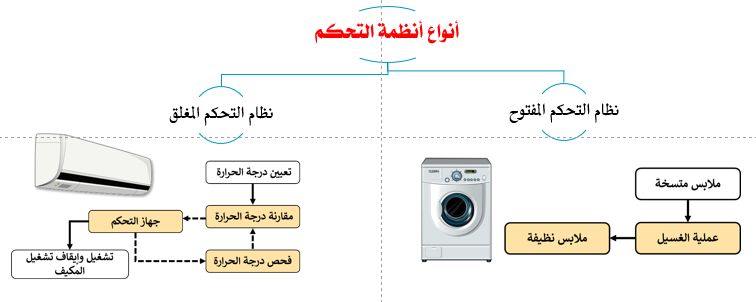 أنواع أنظمة التحكم
نظام التحكم المفتوح
نظام التحكم المغلق
ملابس متسخة
عملية الغسيل
ملابس نظيفة
تعيين درجة الحرارة
مقارنة درجة الحرارة
جهاز التحكم
فحص درجة الحرارة
تشغيل وإيقاف تشغيل
المكيف